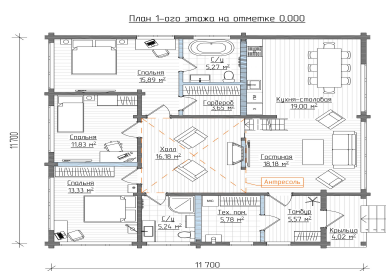 План 1-ого этажа на отметке 0.000
Спальня
15.89 м²
С/у
5.27 м²
Гардероб
3.65 м²
Кухня-столовая
19.00 м²
Спальня
11.83 м²
Холл
16.18 м²
Гостиная
18.18 м²
Антресоль
Спальня
13.33 м²
С/у
5.24 м²
Тех. пом.
5.78 м²
Тамбур
5.57 м²
Крыльцо
4.02 м²
11 700
11 700